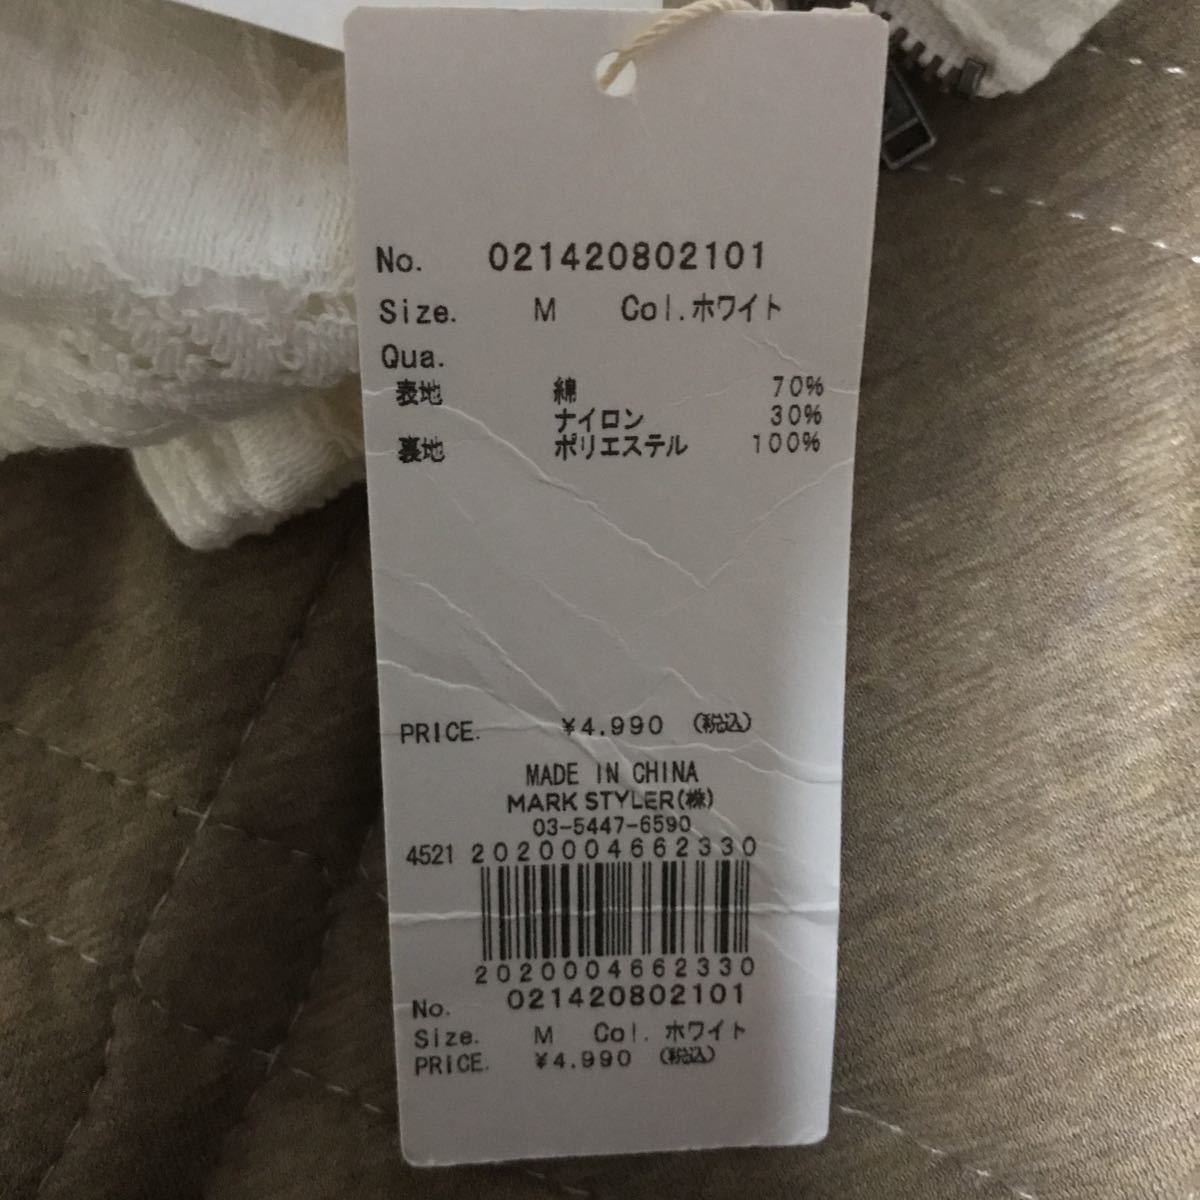 No. 021420802101
Size. M Col.ホワイト
Qua.
表地 綿 70%
ナイロン 30%
裏地 ポリエステル 100%
PRICE. ¥4.990 (税込)
MADE IN CHINA
MARK STYLER(株)
03-5447-6590
4521 2020004662330
2020004662330
No. 021420802101
Size. M Col. ホワイト
PRICE. ¥4.990 (税込)